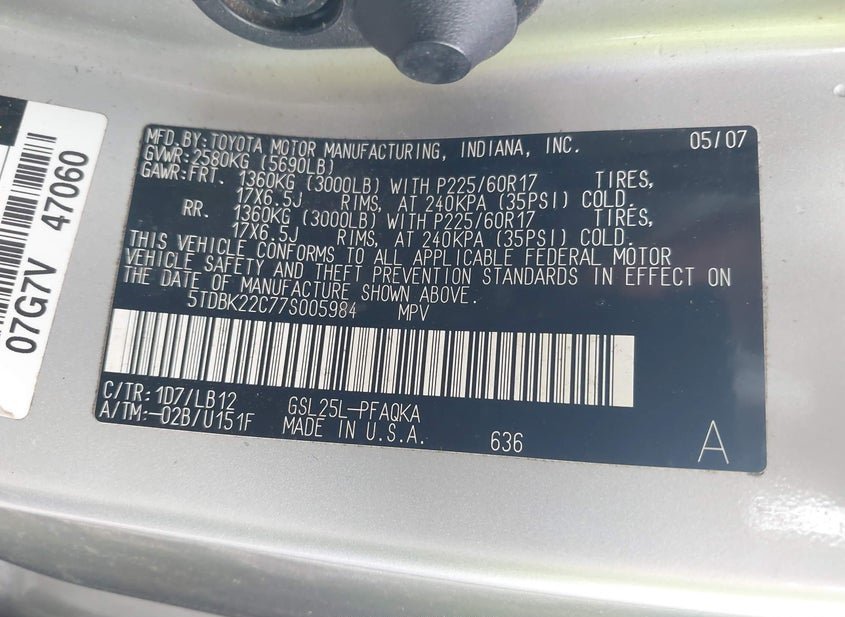 MFD.BY:TOYOTA MOTOR MANUFACTURING, INDIANA, INC. 05/07
GVWR:2580KG (5690LB)
GAWR:FRT. 1360KG (3000LB) WITH P225/60R17 TIRES,
17X6.5J RIMS, AT 240KPA (35PSI) COLD.
RR. 1360KG (3000LB) WITH P225/60R17 TIRES,
17X6.5J RIMS, AT 240KPA (35PSI) COLD.
THIS VEHICLE CONFORMS TO ALL APPLICABLE FEDERAL MOTOR
VEHICLE SAFETY AND THEFT PREVENTION STANDARDS IN EFFECT ON
THE DATE OF MANUFACTURE SHOWN ABOVE.
5TDBK22C77S005984 MPV
C/TR: 1D7/LB12 GSL25L-PFAQKA
A/TM:-02B/U151F MADE IN U.S.A. 636
A
07G7V 47060